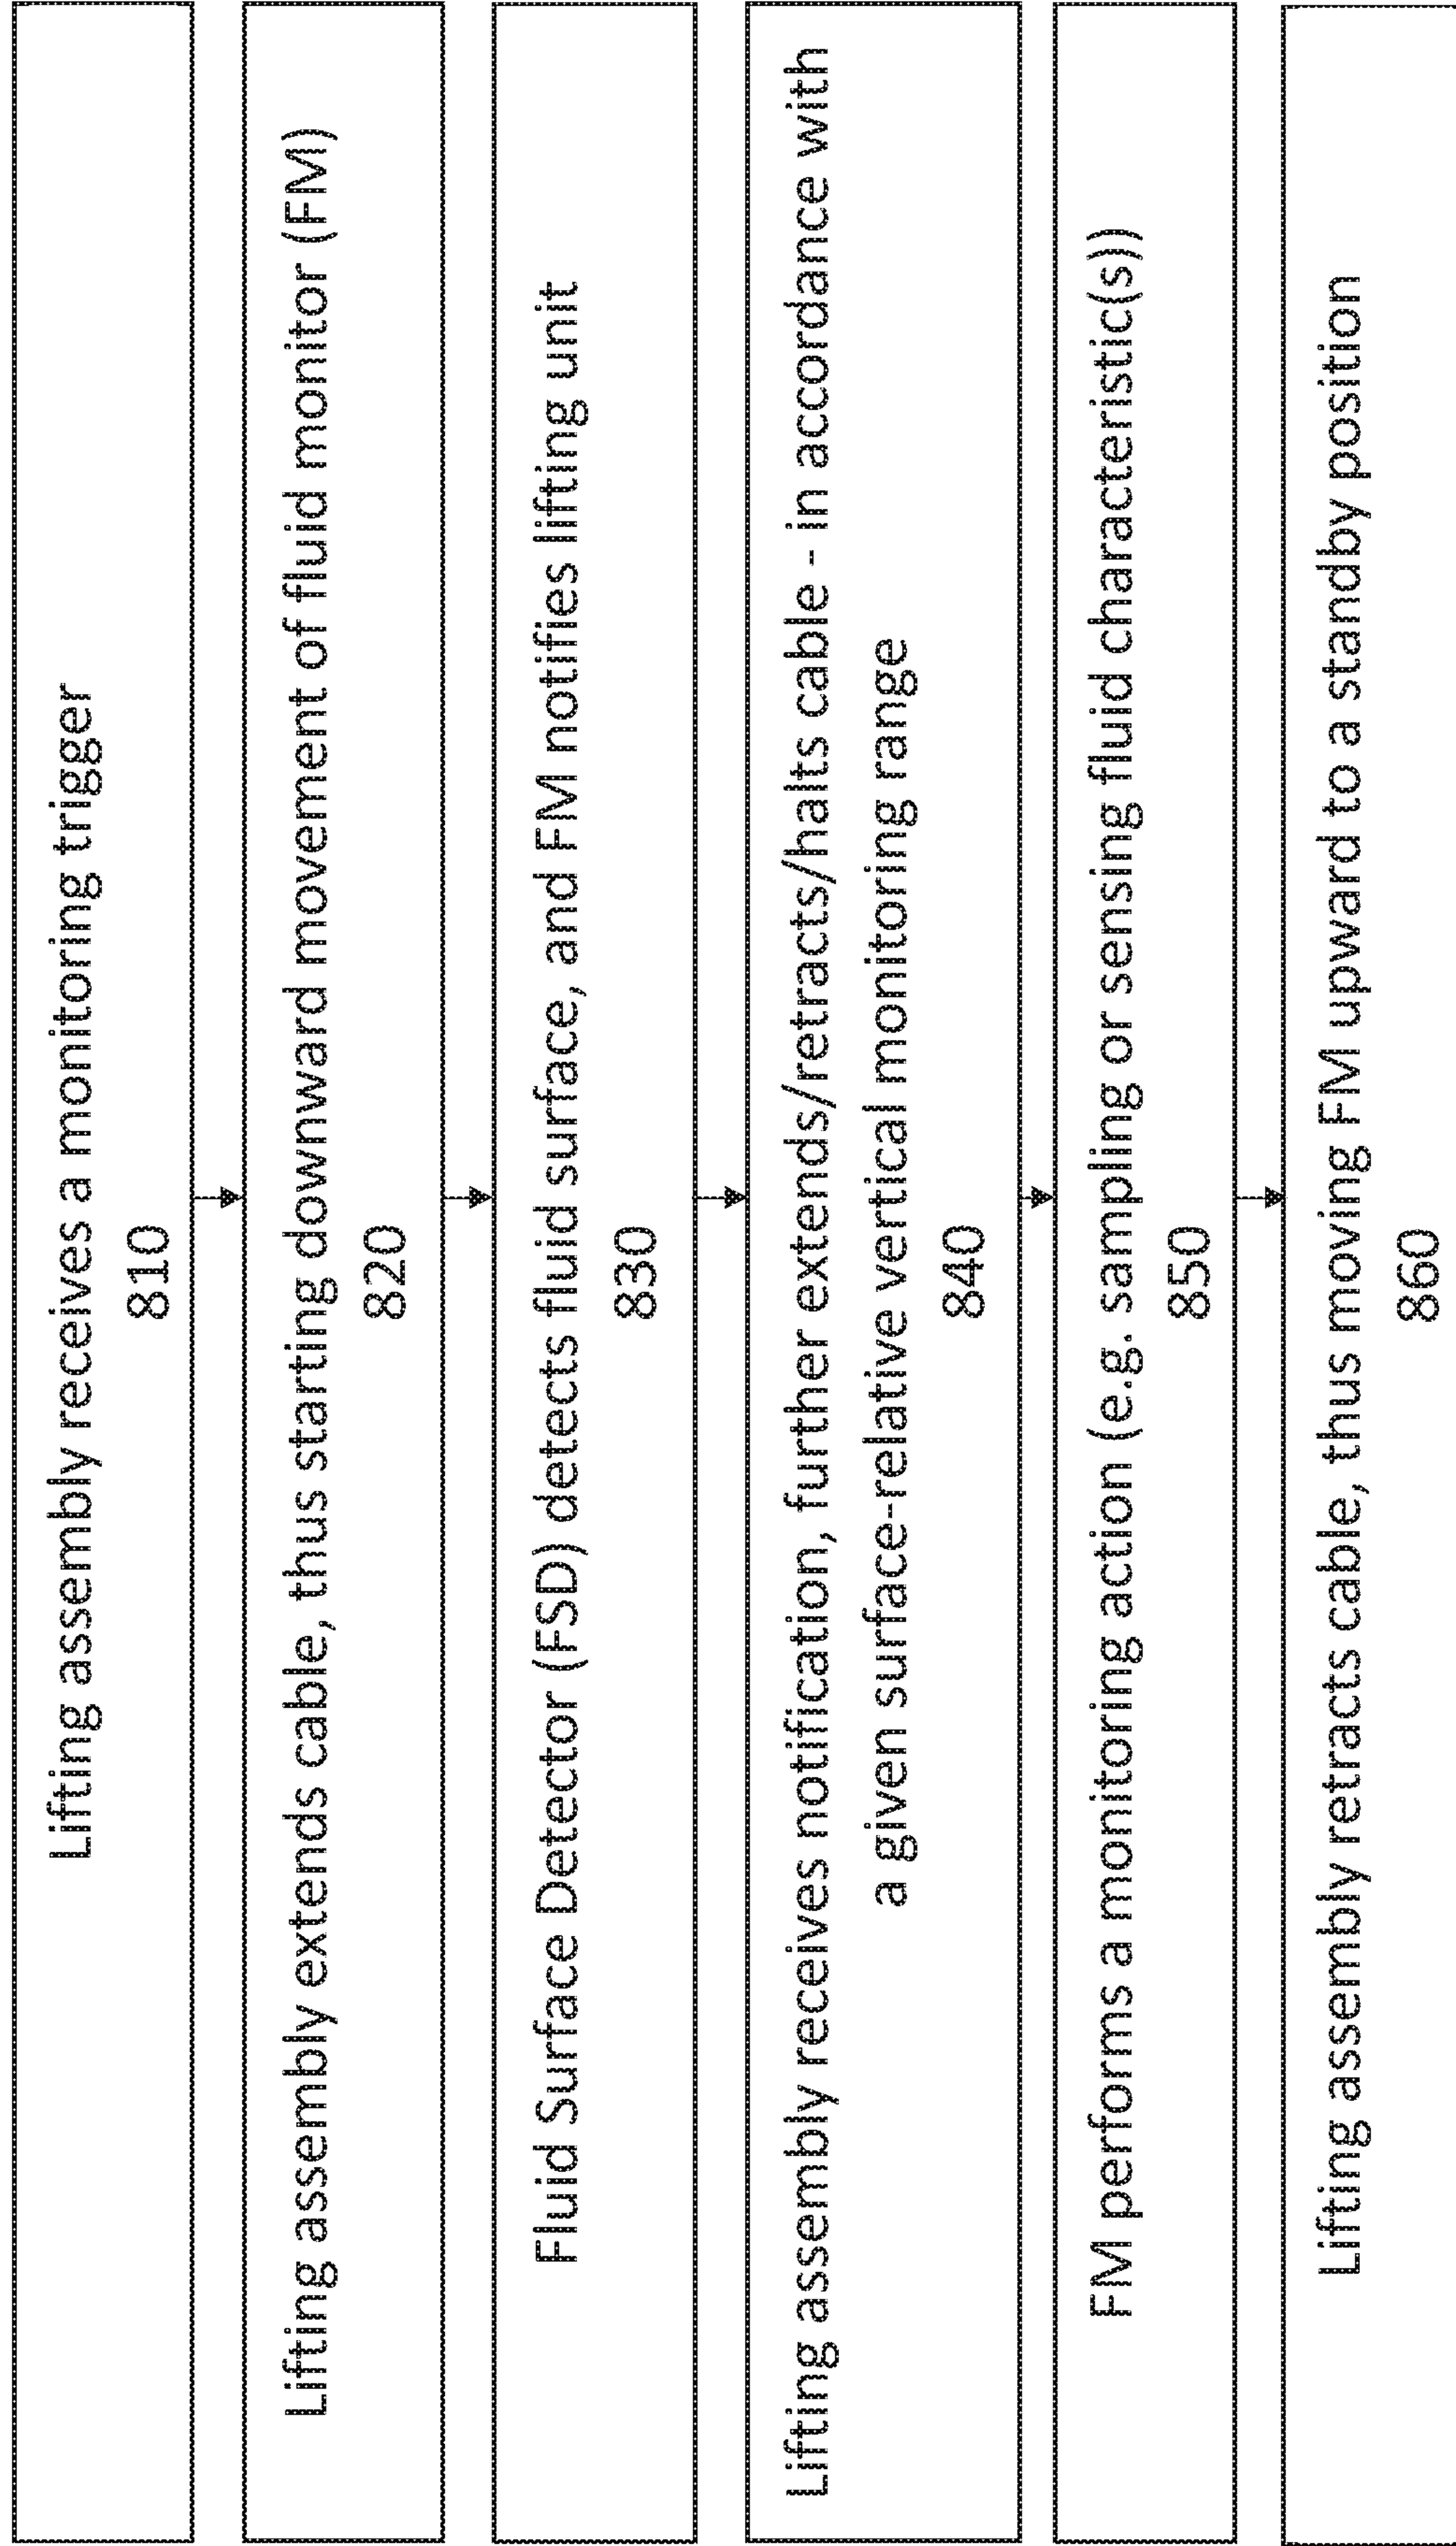 Lifting assembly receives a monitoring trigger
810
Lifting assembly extends cable, thus starting downward movement of fluid monitor (FM)
820
Fluid Surface Detector (FSD) detects fluid surface, and FM notifies lifting unit
830
Lifting assembly receives notification, further extends/retracts/halts cable - in accordance with
a given surface-relative vertical monitoring range
840
FM performs a monitoring action (e.g. sampling or sensing fluid characteristic(s))
850
Lifting assembly retracts cable, thus moving FM upward to a standby position
860